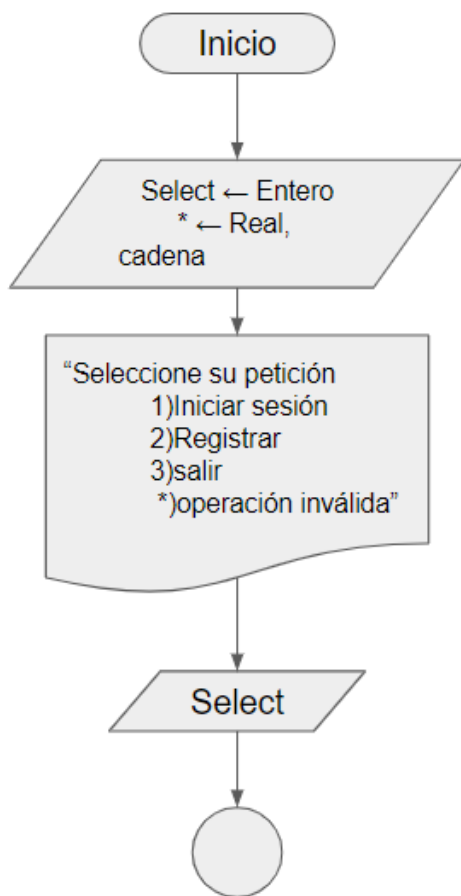 Inicio
Select ← Entero
* ← Real,
cadena
“Seleccione su petición
1)Iniciar sesión
2)Registrar
3)salir
*)operación inválida”
Select